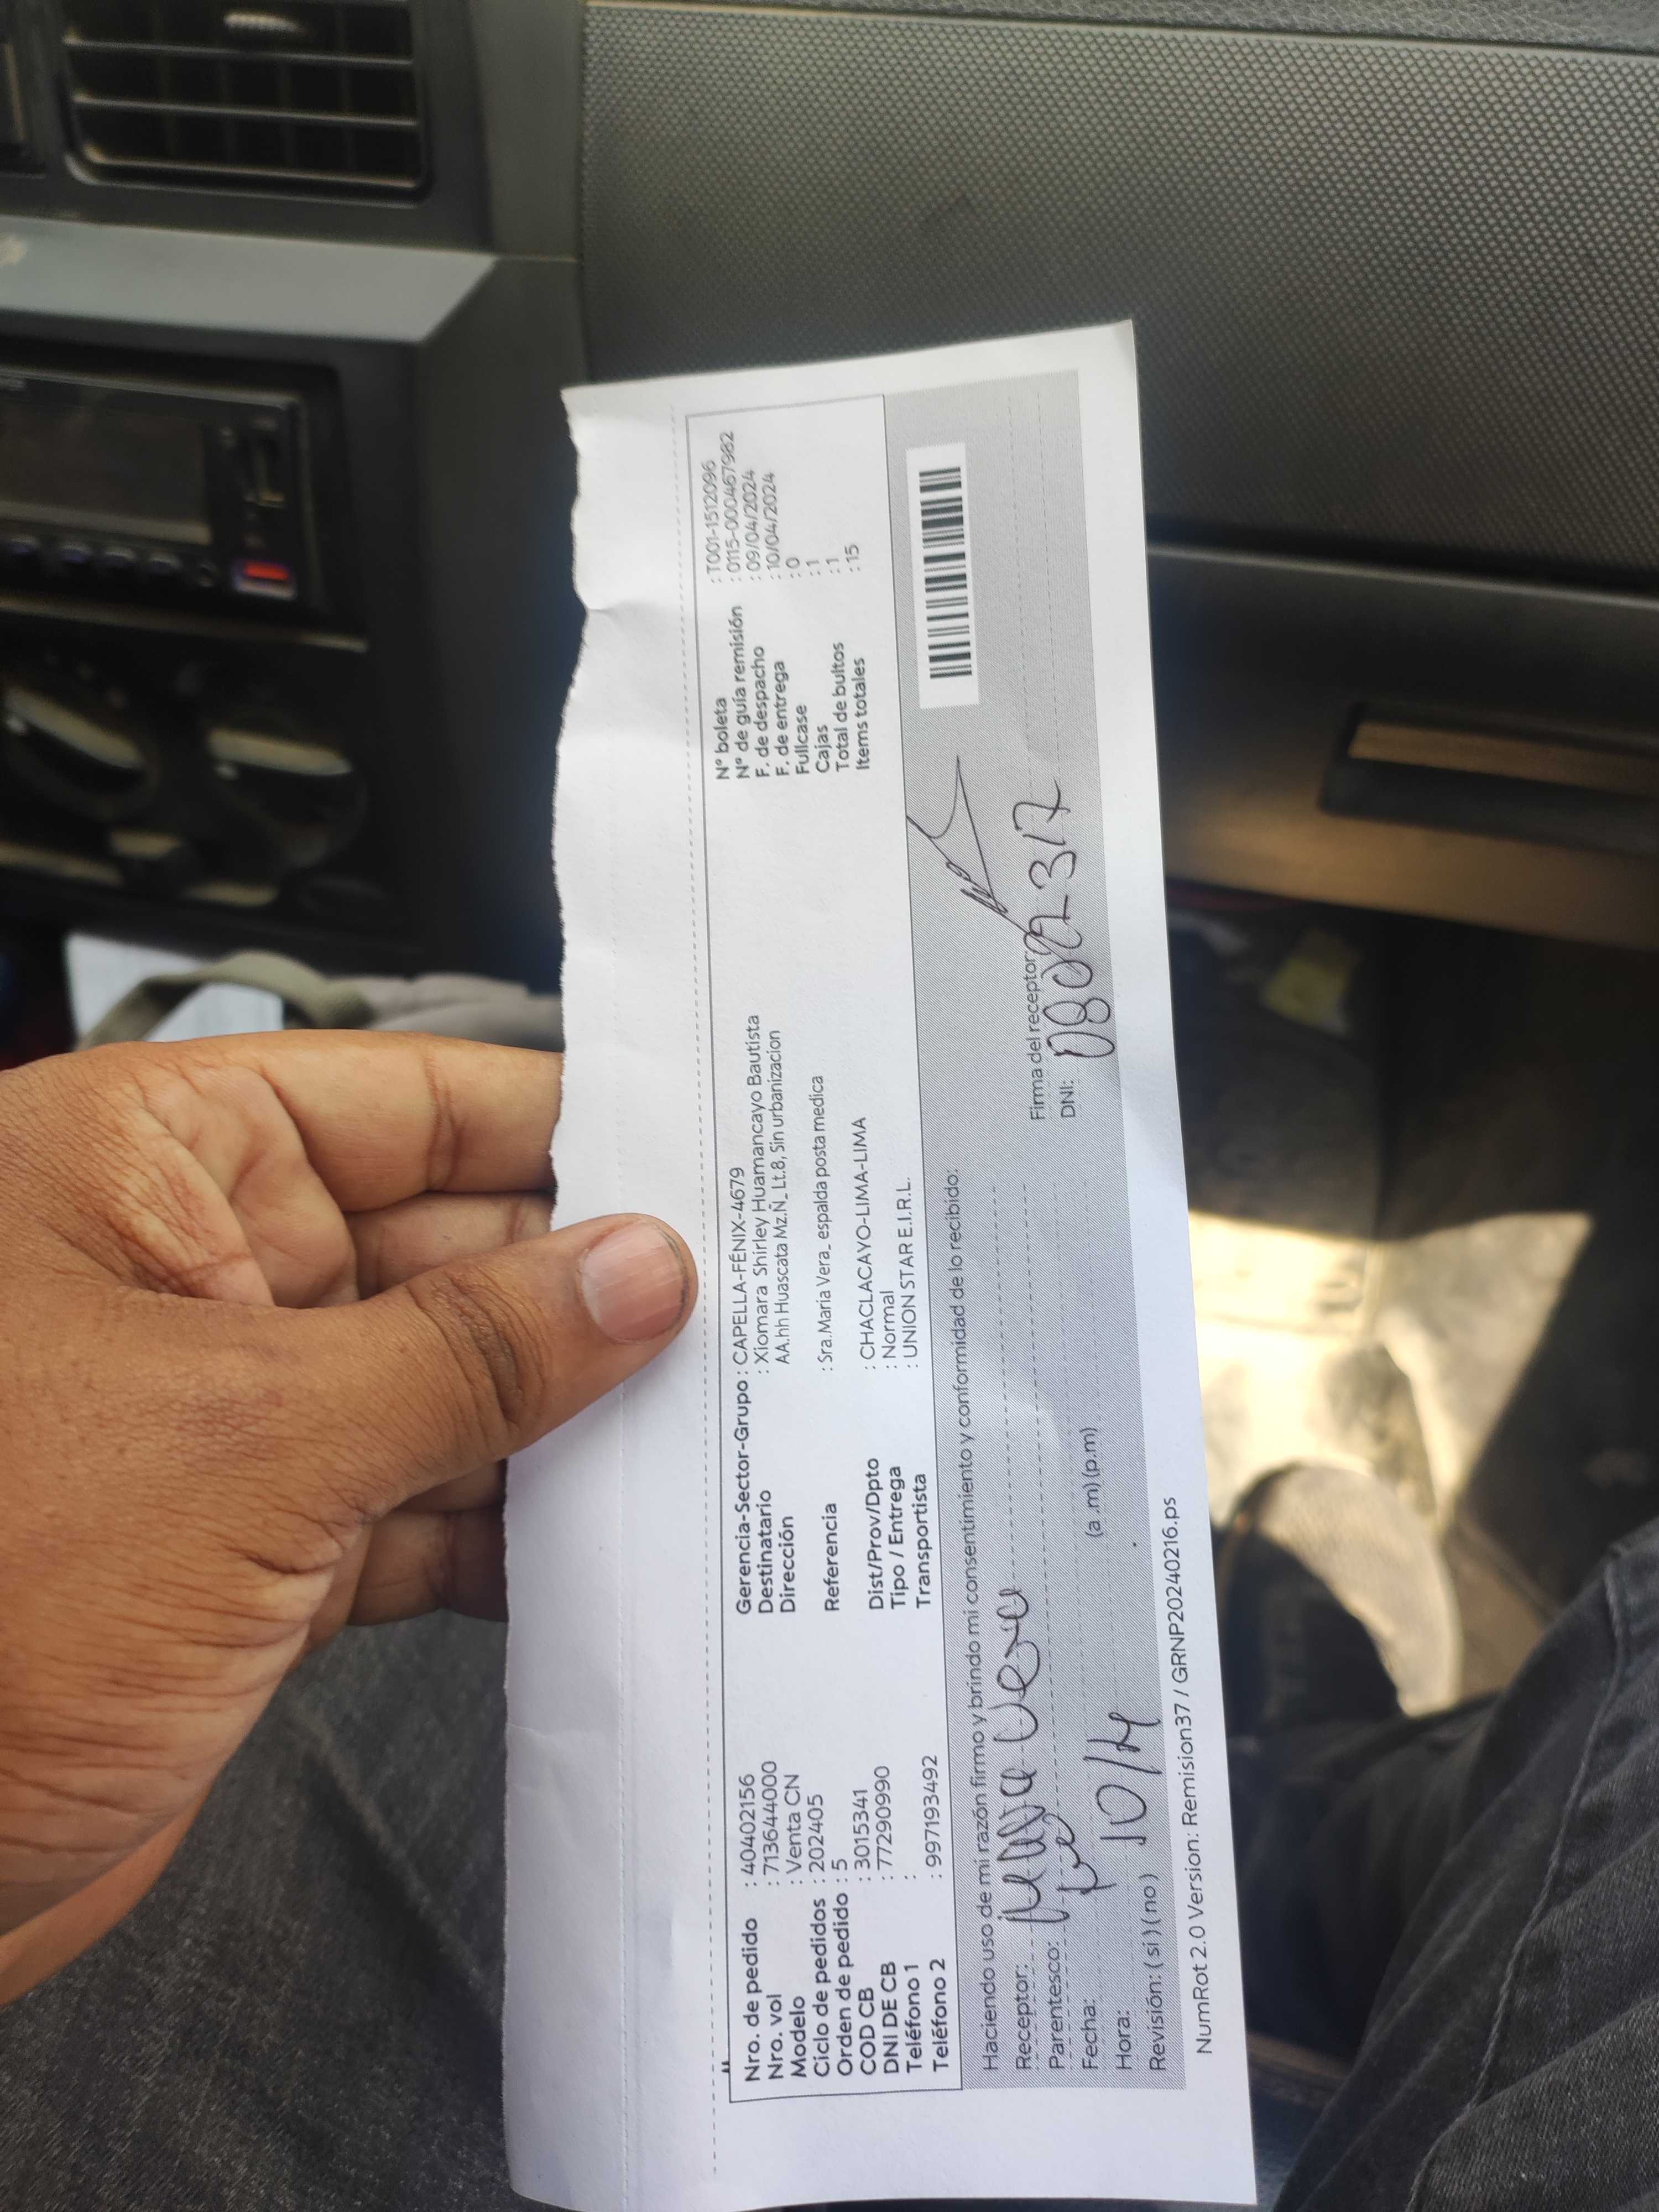 Nro. de pedido : 40402156
Nro. vol : 713644000
Modelo : Venta CN
Ciclo de pedidos : 202405
Orden de pedido : 5
COD CB : 3015341
DNI DE CB : 77290990
Teléfono 1 :
Teléfono 2 : 997193492
Gerencia-Sector-Grupo : CAPELLA-FÉNIX-4679
Destinatario : Xiomara Shirley Huamancayo Bautista
Dirección AA.hh Huascata Mz.Ñ_ Lt.8, Sin urbanizacion
Referencia : Sra.Maria Vera_ espalda posta medica
Dist/Prov/Dpto : CHACLACAYO-LIMA-LIMA
Tipo / Entrega : Normal
Transportista : UNION STAR E.I.R.L.
N° boleta : T001-1512096
N° de guía remisión : 0115-000467982
F. de despacho : 09/04/2024
F. de entrega : 10/04/2024
Fullcase : 0
Cajas : 1
Total de bultos : 1
Items totales : 15
Haciendo uso de mi razón firmo y brindo mi consentimiento y conformidad de lo recibido:
Receptor: Vera
Parentesco:
Fecha:
Hora: 10/4 (a .m) (p.m)
Revisión: ( si ) ( no )
Firma del receptor:
DNI: 08022317
NumRot 2.0 Version: Remision37 / GRNP20240216.ps